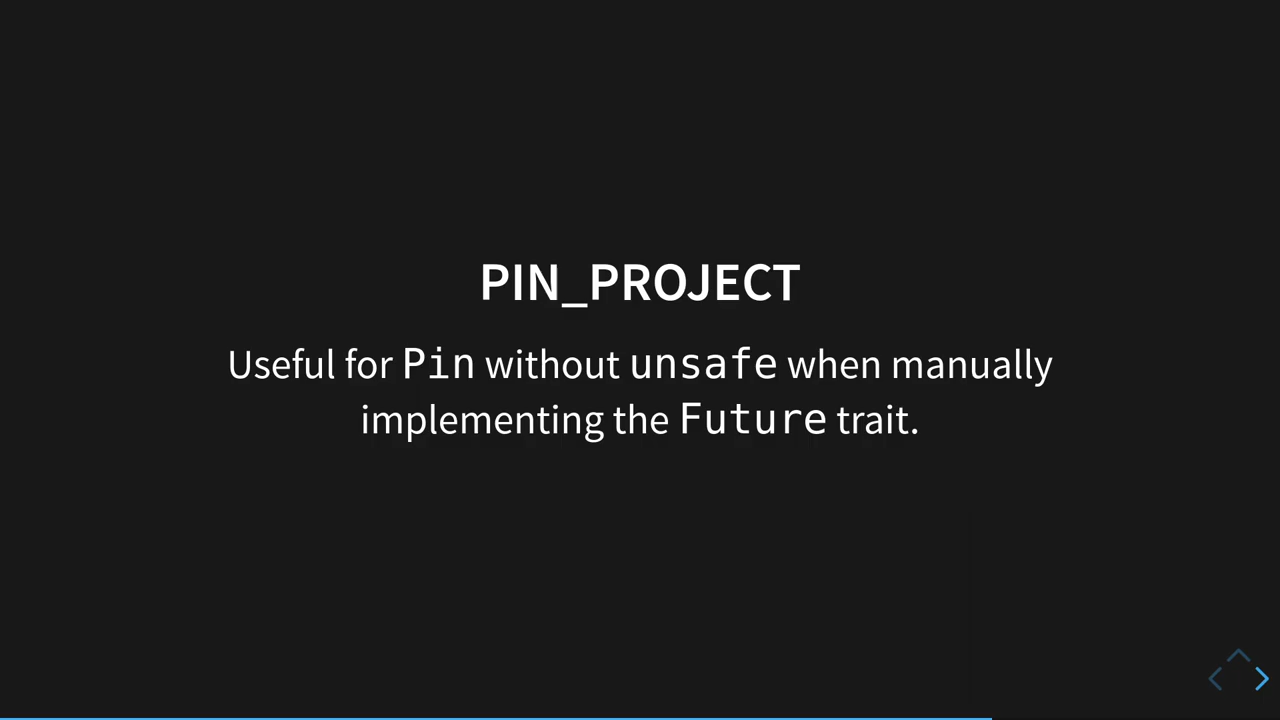 PIN_PROJECT
Useful for Pin without unsafe when manually
implementing the Future trait.